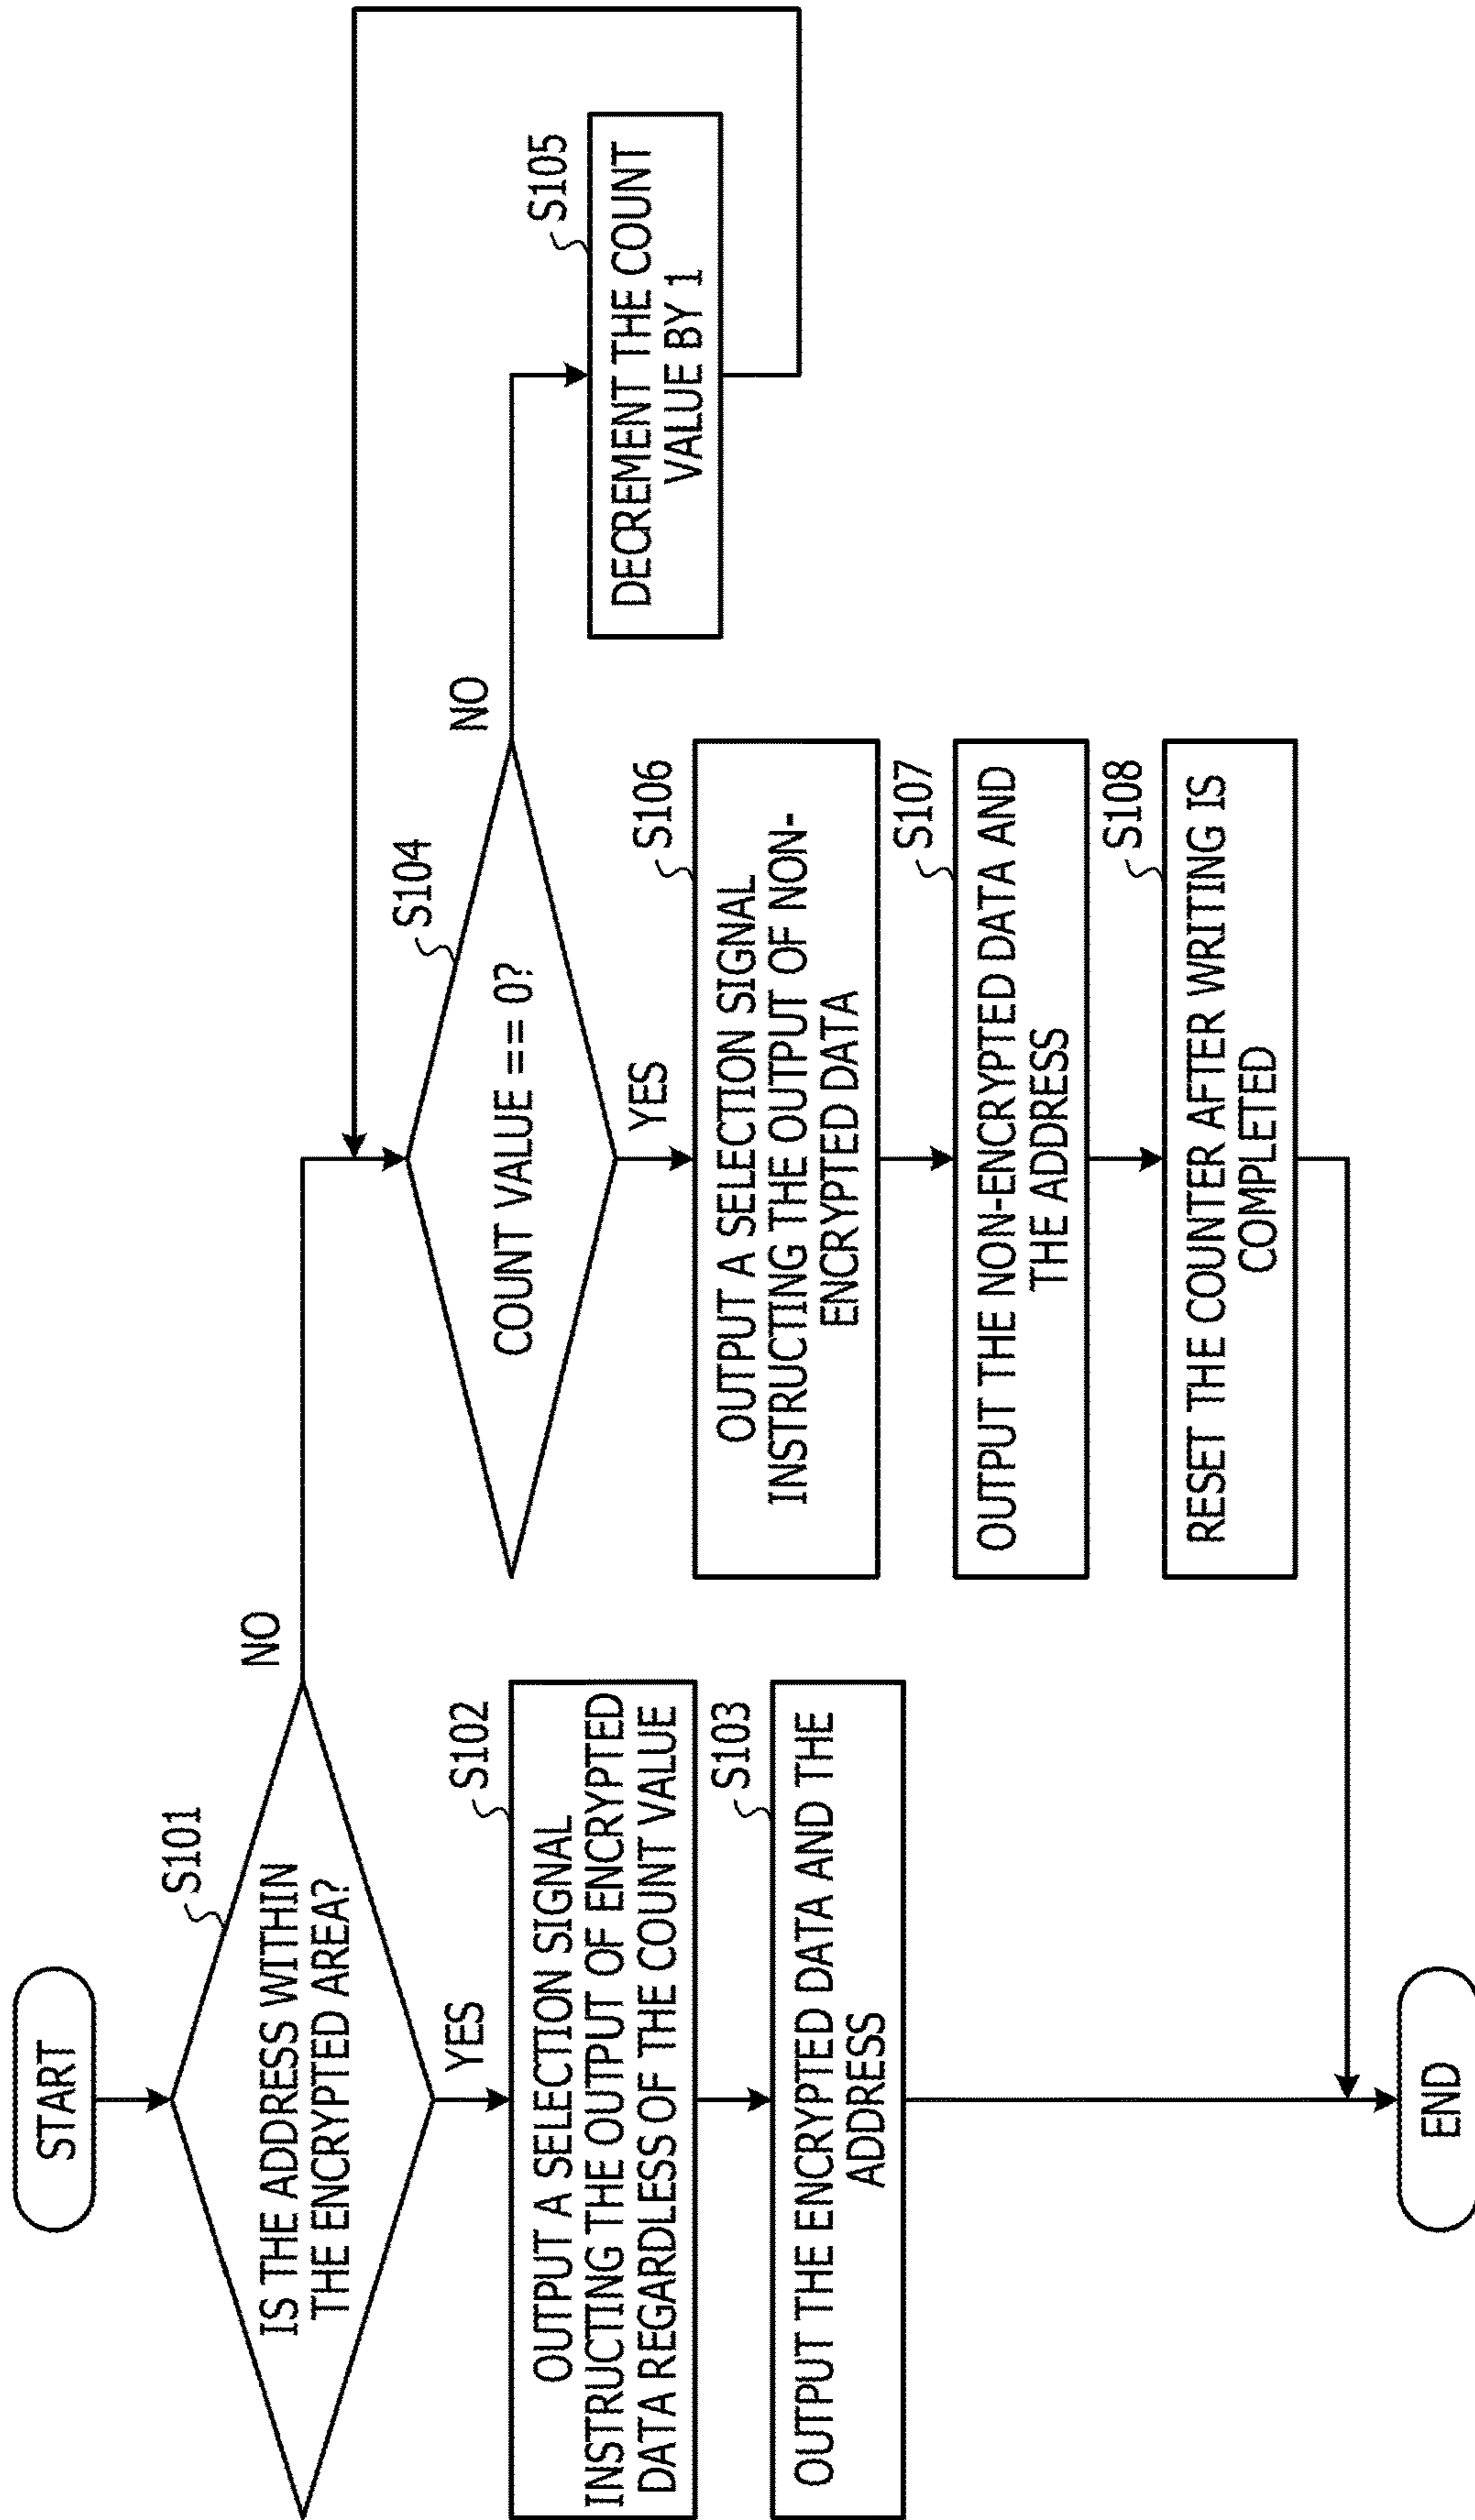 START
S101
IS THE ADDRESS WITHIN
THE ENCRYPTED AREA?
NO
YES
S102
OUTPUT A SELECTION SIGNAL
INSTRUCTING THE OUTPUT OF ENCRYPTED
DATA REGARDLESS OF THE COUNT VALUE
S103
OUTPUT THE ENCRYPTED DATA AND THE
ADDRESS
S104
COUNT VALUE == 0?
NO
YES
S105
DECREMENT THE COUNT
VALUE BY 1
S106
OUTPUT A SELECTION SIGNAL
INSTRUCTING THE OUTPUT OF NON-
ENCRYPTED DATA
S107
OUTPUT THE NON-ENCRYPTED DATA AND
THE ADDRESS
S108
RESET THE COUNTER AFTER WRITING IS
COMPLETED
END